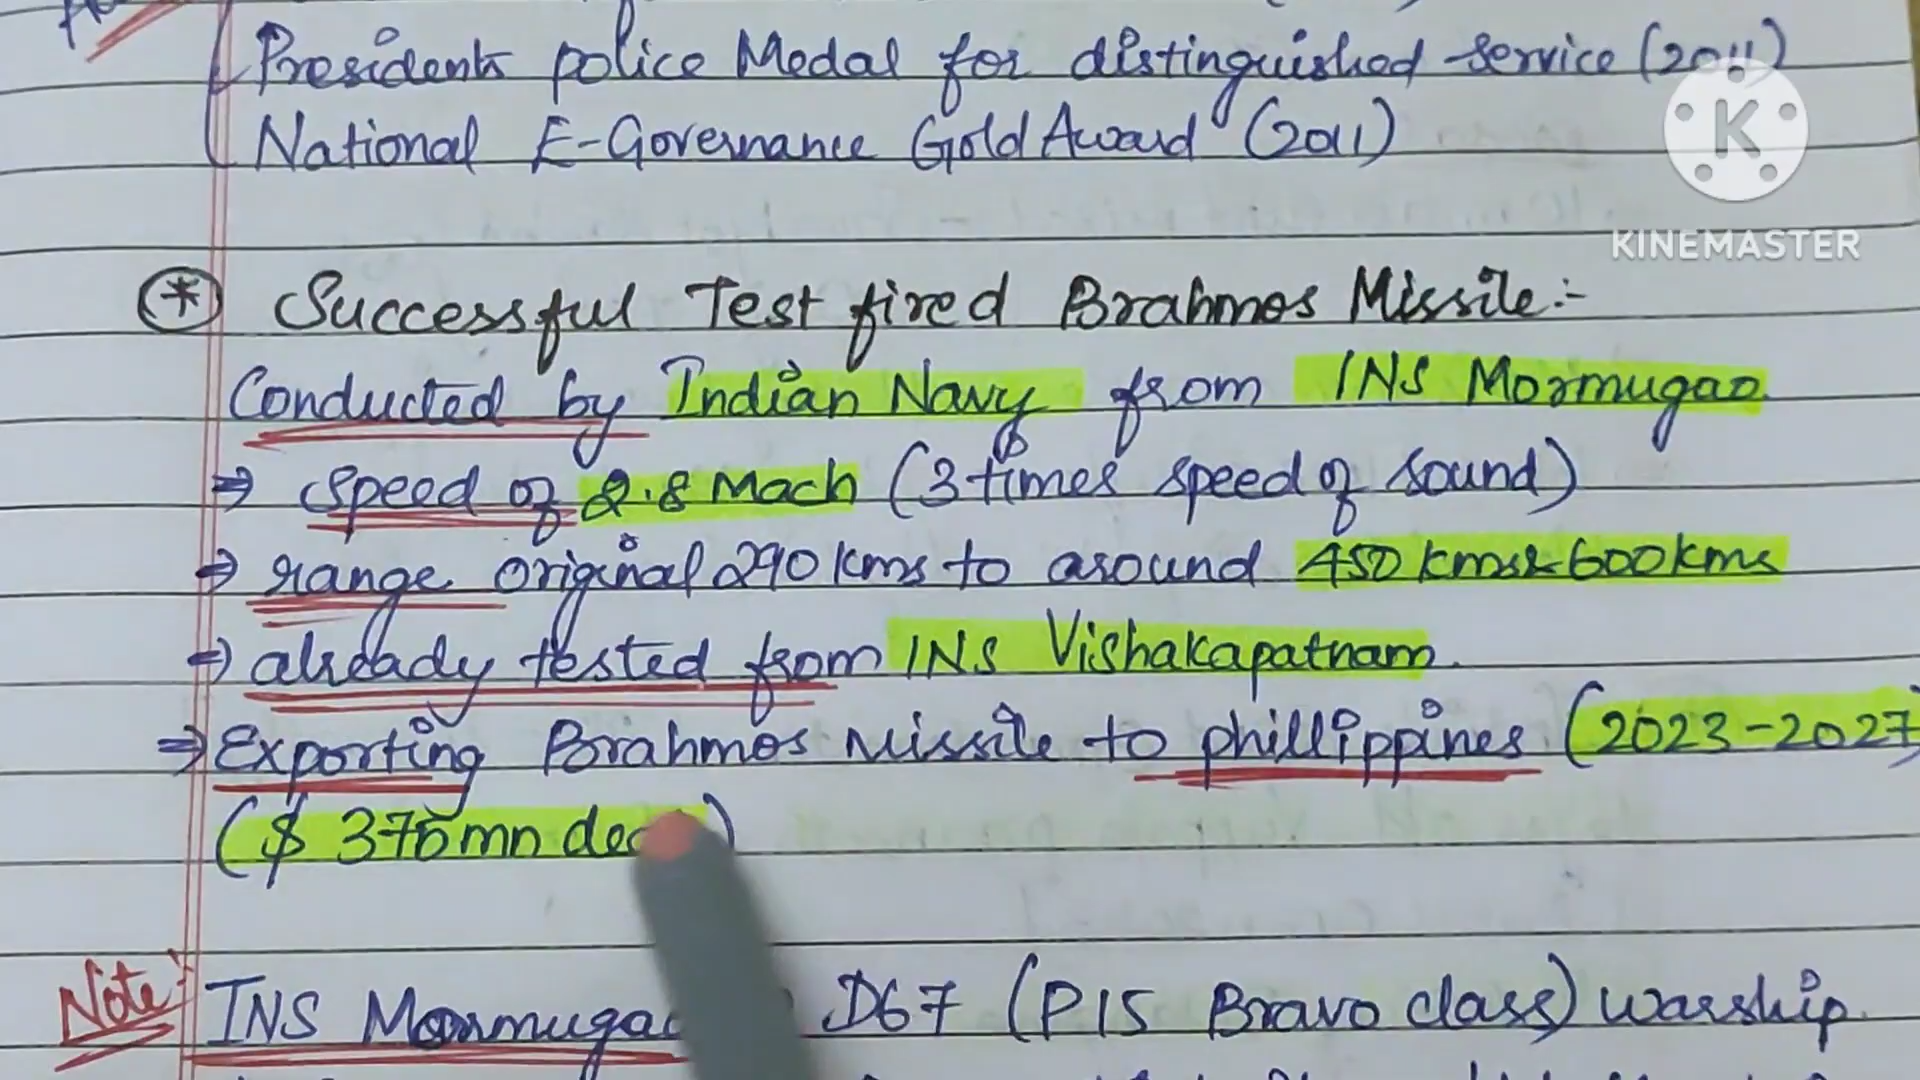 Presidents police Medal for distinguished service (2011)
National E-Governance Gold Award (2011)
KINEMASTER
* Successful Test fired Brahmos Missile:-
Conducted by Indian Navy from INS Mormugao
⇒ speed of 2.8 Mach (3 times speed of sound)
⇒ range original 290 kms to around 450 kms & 600 kms
⇒ already tested from INS Vishakapatnam.
⇒ Exporting Brahmos Missile to phillippines (2023-2027)
($ 375 mn
Note:- INS Mormugao D67 (P15 Bravo class) warship.